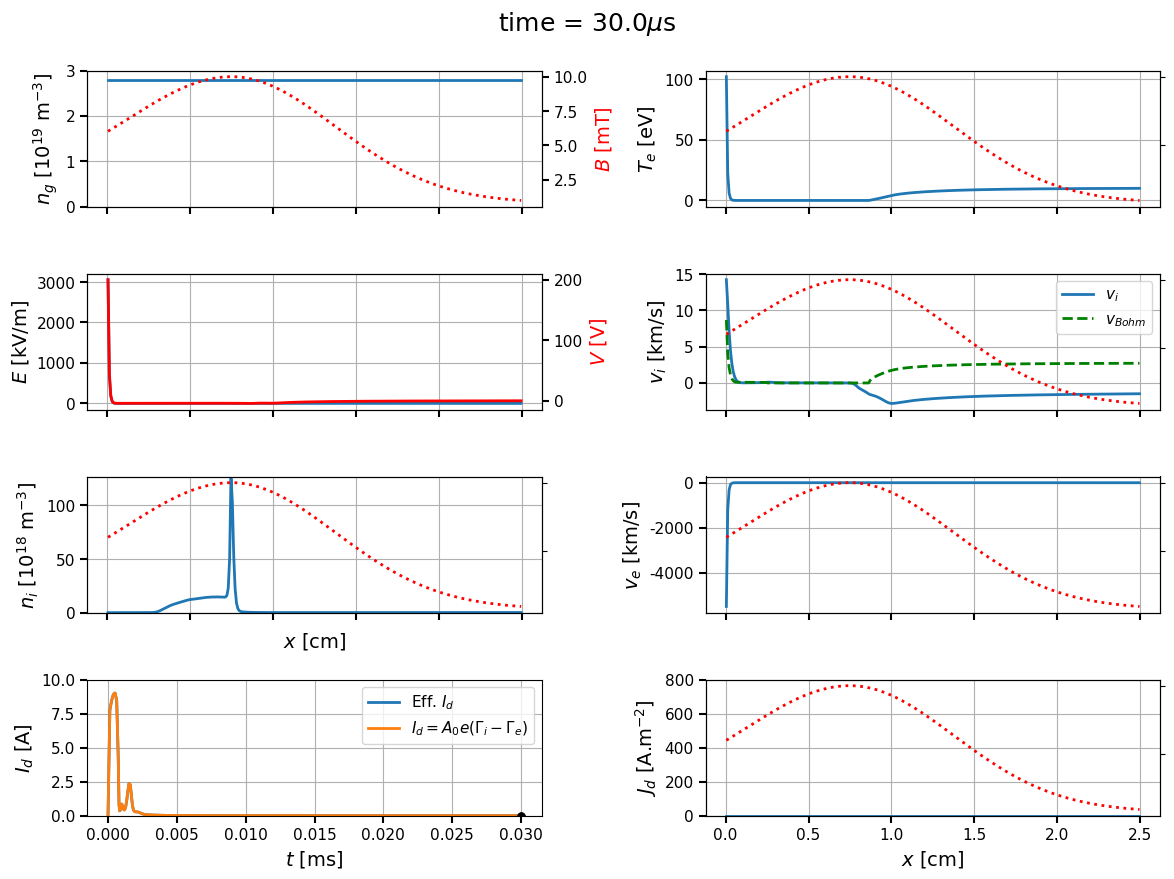 time = 30.0μs
n_g [10^19 m^−3]
3
2
1
0
10.0
7.5
5.0
2.5
B [mT]
T_e [eV]
100
50
0
E [kV/m]
3000
2000
1000
0
200
100
0
V [V]
v_i [km/s]
15
10
5
0
v_i
v_Bohm
n_i [10^18 m^−3]
100
50
0
x [cm]
v_e [km/s]
0
-2000
-4000
I_d [A]
10.0
7.5
5.0
2.5
0.0
Eff. I_d
I_d = A_0e(Γ_i − Γ_e)
0.000 0.005 0.010 0.015 0.020 0.025 0.030
t [ms]
J_d [A.m^−2]
800
600
400
200
0
0.0 0.5 1.0 1.5 2.0 2.5
x [cm]